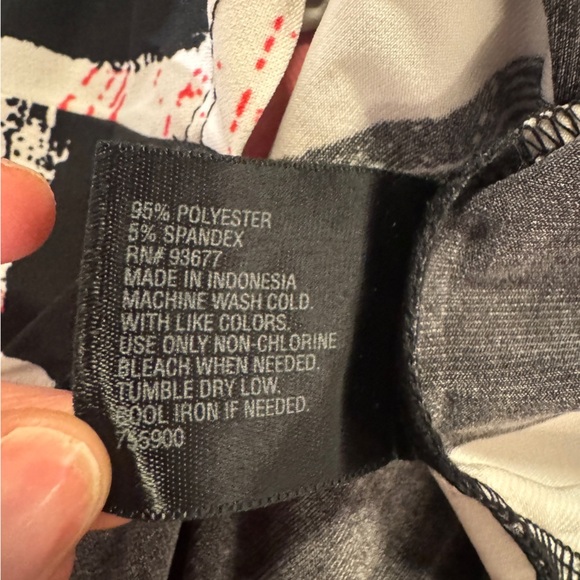 95% POLYESTER
5% SPANDEX
RN# 93677
MADE IN INDONESIA
MACHINE WASH COLD.
WITH LIKE COLORS.
USE ONLY NON-CHLORINE
BLEACH WHEN NEEDED.
TUMBLE DRY LOW.
COOL IRON IF NEEDED.